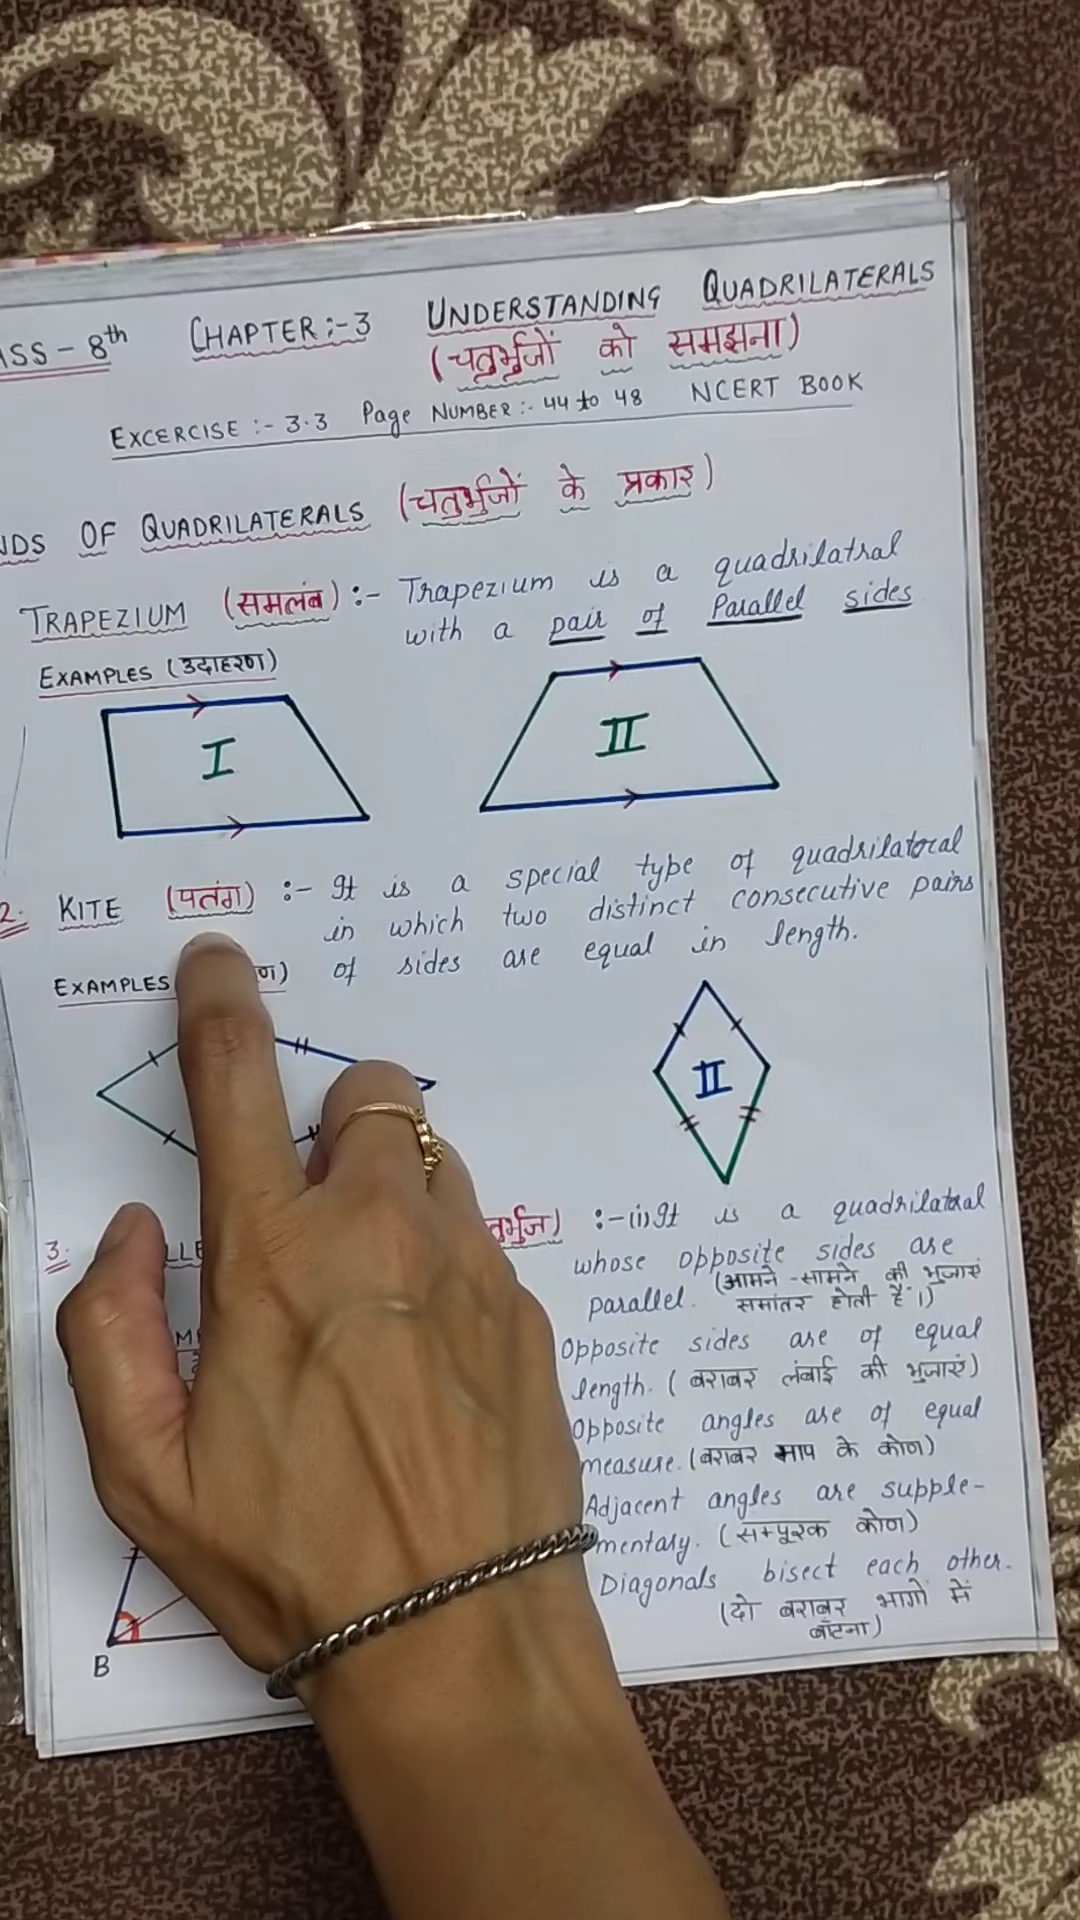 ASS - 8th CHAPTER :- 3 UNDERSTANDING QUADRILATERALS
(चतुर्भुजों को समझना)
EXCERCISE :- 3.3 Page NUMBER :- 44 to 48 NCERT BOOK
NDS OF QUADRILATERALS (चतुर्भुजों के प्रकार)
TRAPEZIUM (समलंब) :- Trapezium is a quadrilatral
with a pair of Parallel sides
EXAMPLES (उदाहरण)
I II
2. KITE (पतंग) :- It is a special type of quadrilateral
in which two distinct consecutive pairs
EXAMPLES ण) of sides are equal in length.
II
3. LLE तुर्भुज) :- (i) It is a quadrilateral
whose opposite sides are
parallel. (आमने - सामने की भुजाएं
समांतर होती हैं ।)
Opposite sides are of equal
length. ( बराबर लंबाई की भुजाएं)
Opposite angles are of equal
measure. (बराबर माप के कोण)
Adjacent angles are supple-
mentary. (सम्पूरक कोण)
Diagonals bisect each other.
(दो बराबर भागों में
बाँटना)
B